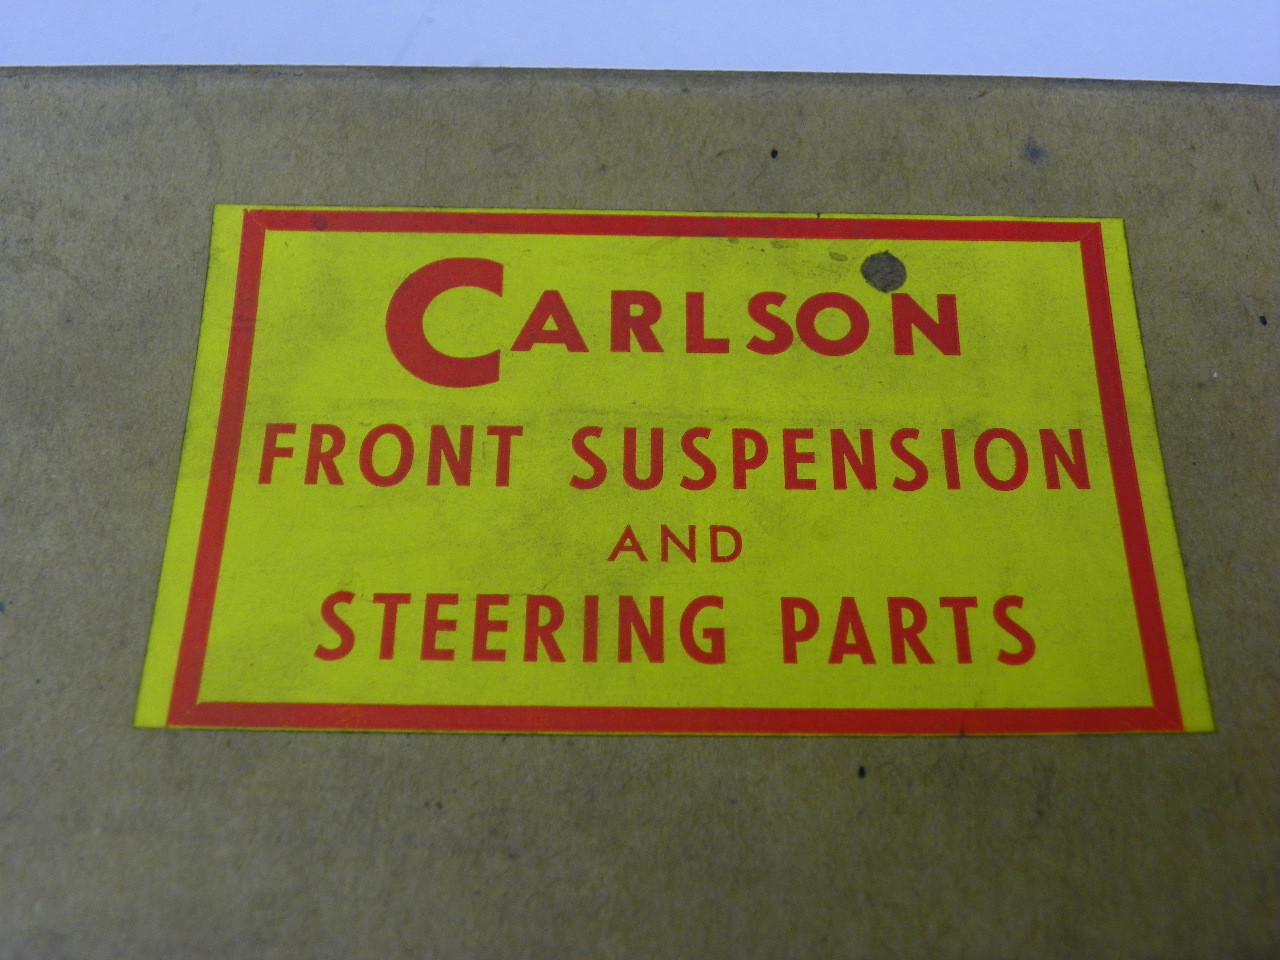 CARLSON
FRONT SUSPENSION
AND
STEERING PARTS